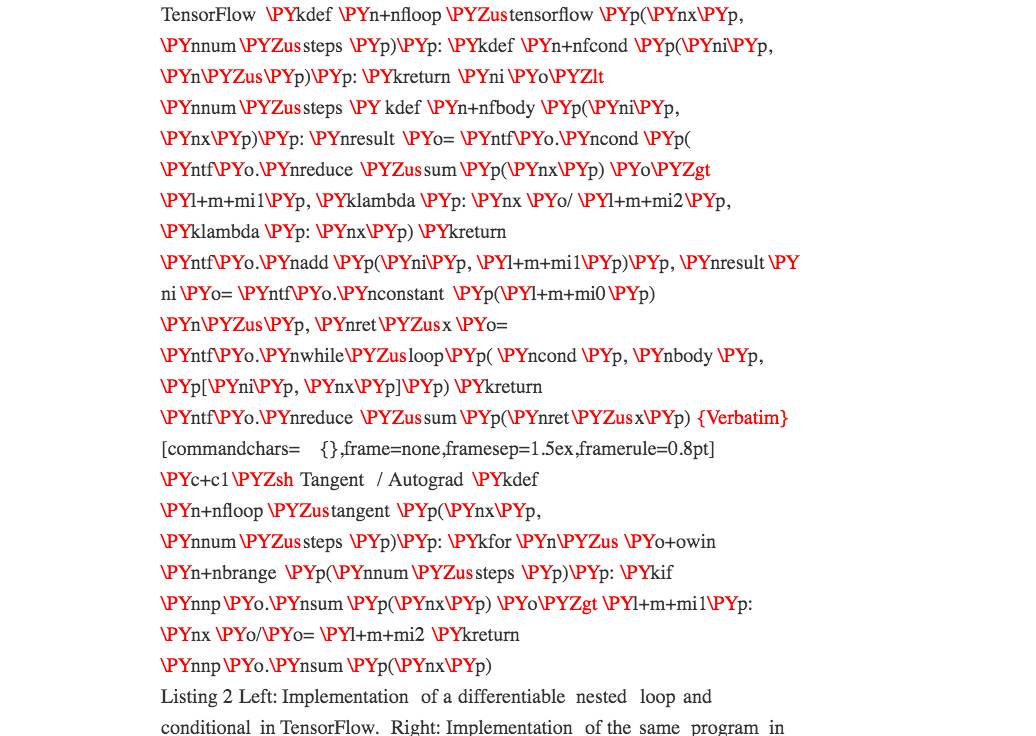 TensorFlow \PYkdef \PYn+nfloop \PYZustensorflow \PYp(\PYnx\PYp,
\PYnnum\PYZussteps \PYp)\PYp: \PYkdef \PYn+nfcond \PYp(\PYni\PYp,
\PYn\PYZus\PYp)\PYp: \PYkreturn \PYni\PYo\PYZlt
\PYnnum\PYZussteps \PY kdef \PYn+nfbody \PYp(\PYni\PYp,
\PYnx\PYp)\PYp: \PYnresult \PYo= \PYntf\PYo.\PYncond \PYp(
\PYntf\PYo.\PYnreduce \PYZussum\PYp(\PYnx\PYp) \PYo\PYZgt
\PYl+m+mi1\PYp, \PYklambda \PYp: \PYnx \PYo/ \PYl+m+mi2\PYp,
\PYklambda \PYp: \PYnx\PYp) \PYkreturn
\PYntf\PYo.\PYnadd \PYp(\PYni\PYp, \PYl+m+mi1\PYp)\PYp, \PYnresult\PY
ni\PYo= \PYntf\PYo.\PYnconstant \PYp(\PYl+m+mi0\PYp)
\PYn\PYZus\PYp, \PYnret\PYZusx\PYo=
\PYntf\PYo.\PYnwhile\PYZusloop\PYp( \PYncond \PYp, \PYnbody \PYp,
\PYp[\PYni\PYp, \PYnx\PYp]\PYp) \PYkreturn
\PYntf\PYo.\PYnreduce \PYZussum\PYp(\PYnret\PYZusx\PYp) {Verbatim}
[commandchars= {},frame=none,framesep=1.5ex,framerule=0.8pt]
\PYc+c1\PYZsh Tangent / Autograd \PYkdef
\PYn+nfloop \PYZustangent \PYp(\PYnx\PYp,
\PYnnum\PYZussteps \PYp)\PYp: \PYkfor \PYn\PYZus \PYo+owin
\PYn+nbrange \PYp(\PYnnum\PYZussteps \PYp)\PYp: \PYkif
\PYnnp\PYo.\PYnsum\PYp(\PYnx\PYp) \PYo\PYZgt \PYl+m+mi1\PYp:
\PYnx \PYo/\PYo= \PYl+m+mi2 \PYkreturn
\PYnnp\PYo.\PYnsum\PYp(\PYnx\PYp)
Listing 2 Left: Implementation of a differentiable nested loop and
conditional in TensorFlow. Right: Implementation of the same program in